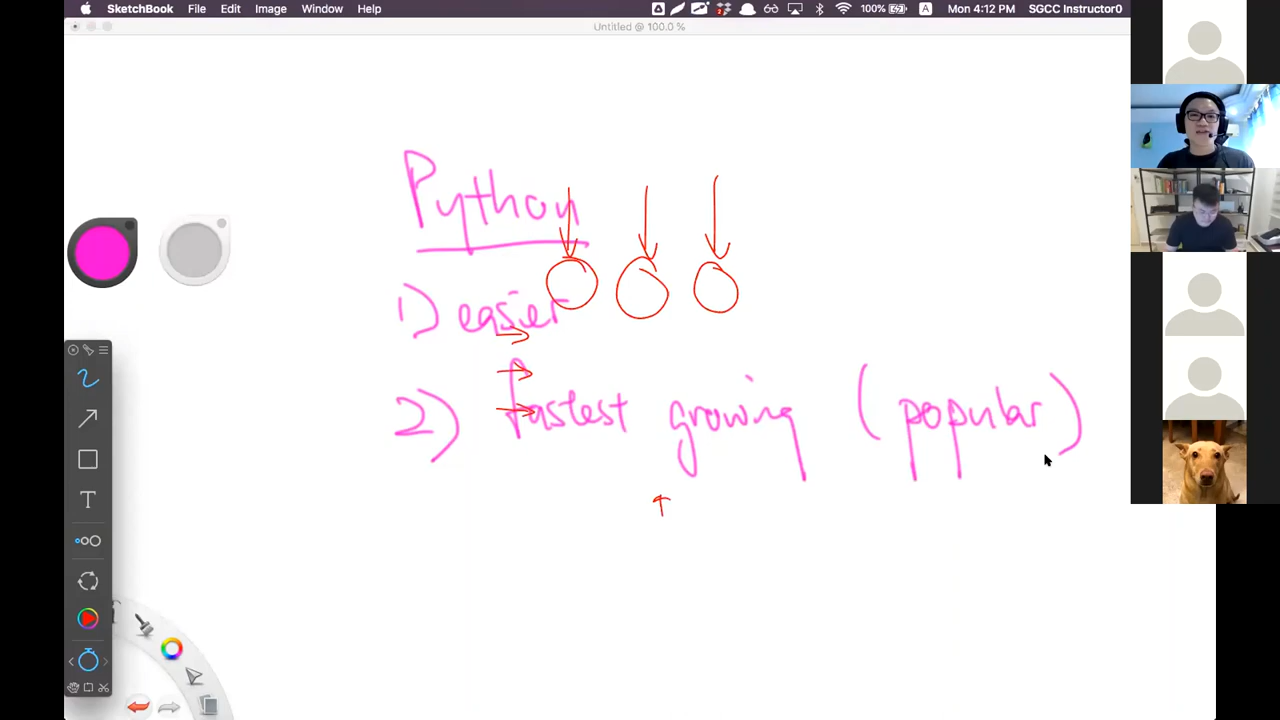 SketchBook File Edit Image Window Help 2 100% A Mon 4:12 PM SGCC Instructor0
Untitled @ 100.0 %
Python
1) easier
2) fastest growing (popular)
T